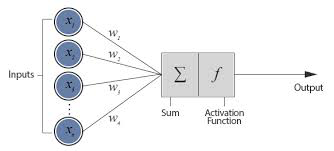 x₁
w₁
x₂
w₂
Inputs
x₃
w₃
Σ
f
Output
xₙ
w₄
Sum
Activation
Function